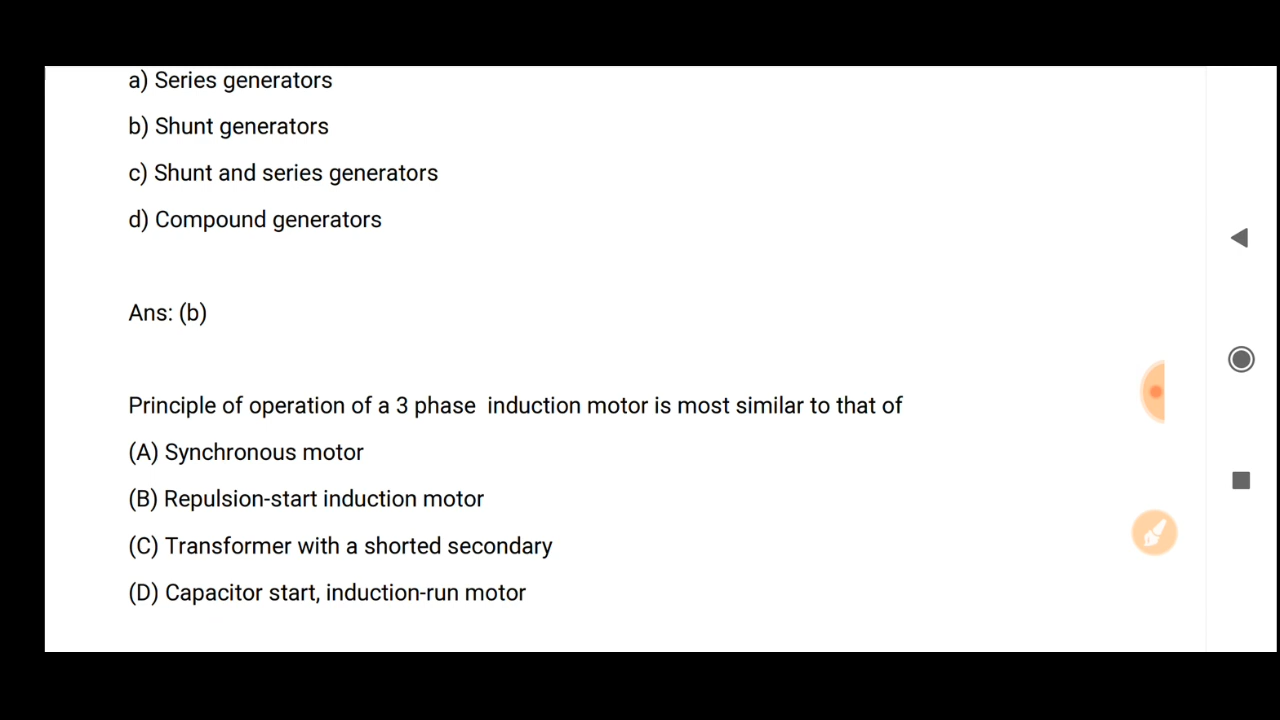 a) Series generators
b) Shunt generators
c) Shunt and series generators
d) Compound generators
Ans: (b)
Principle of operation of a 3 phase  induction motor is most similar to that of
(A) Synchronous motor
(B) Repulsion-start induction motor
(C) Transformer with a shorted secondary
(D) Capacitor start, induction-run motor